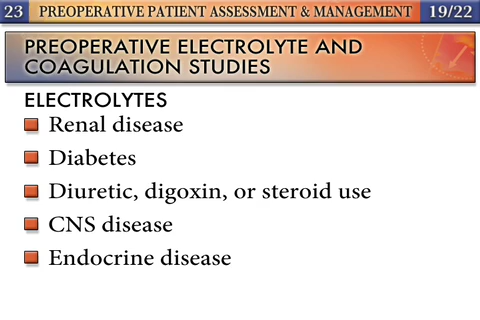 23 PREOPERATIVE PATIENT ASSESSMENT & MANAGEMENT 19/22
PREOPERATIVE ELECTROLYTE AND
COAGULATION STUDIES
ELECTROLYTES
Renal disease
Diabetes
Diuretic, digoxin, or steroid use
CNS disease
Endocrine disease